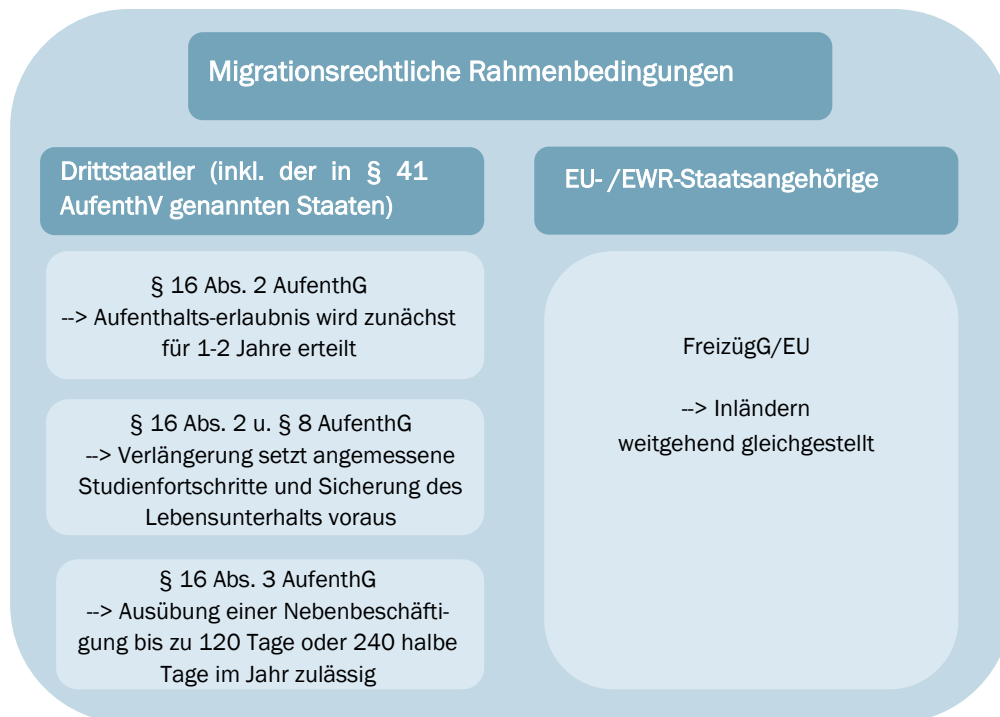 Migrationsrechtliche Rahmenbedingungen
Drittstaatler (inkl. der in § 41
AufenthV genannten Staaten)
§ 16 Abs. 2 AufenthG
--> Aufenthalts-erlaubnis wird zunächst
für 1-2 Jahre erteilt
§ 16 Abs. 2 u. § 8 AufenthG
--> Verlängerung setzt angemessene
Studienfortschritte und Sicherung des
Lebensunterhalts voraus
§ 16 Abs. 3 AufenthG
--> Ausübung einer Nebenbeschäfti-
gung bis zu 120 Tage oder 240 halbe
Tage im Jahr zulässig
EU- /EWR-Staatsangehörige
FreizügG/EU
--> Inländern
weitgehend gleichgestellt